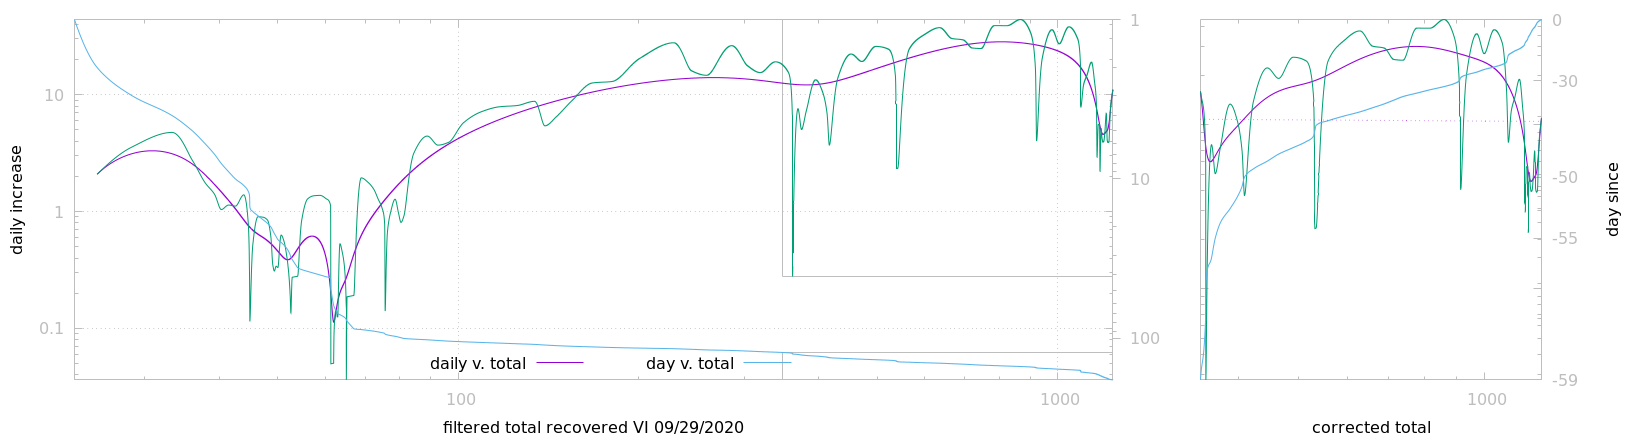 10
1
0.1
daily increase
daily v. total
day v. total
100
1000
filtered total recovered VI 09/29/2020
1
10
100
0
-30
-50
-55
-59
day since
1000
corrected total